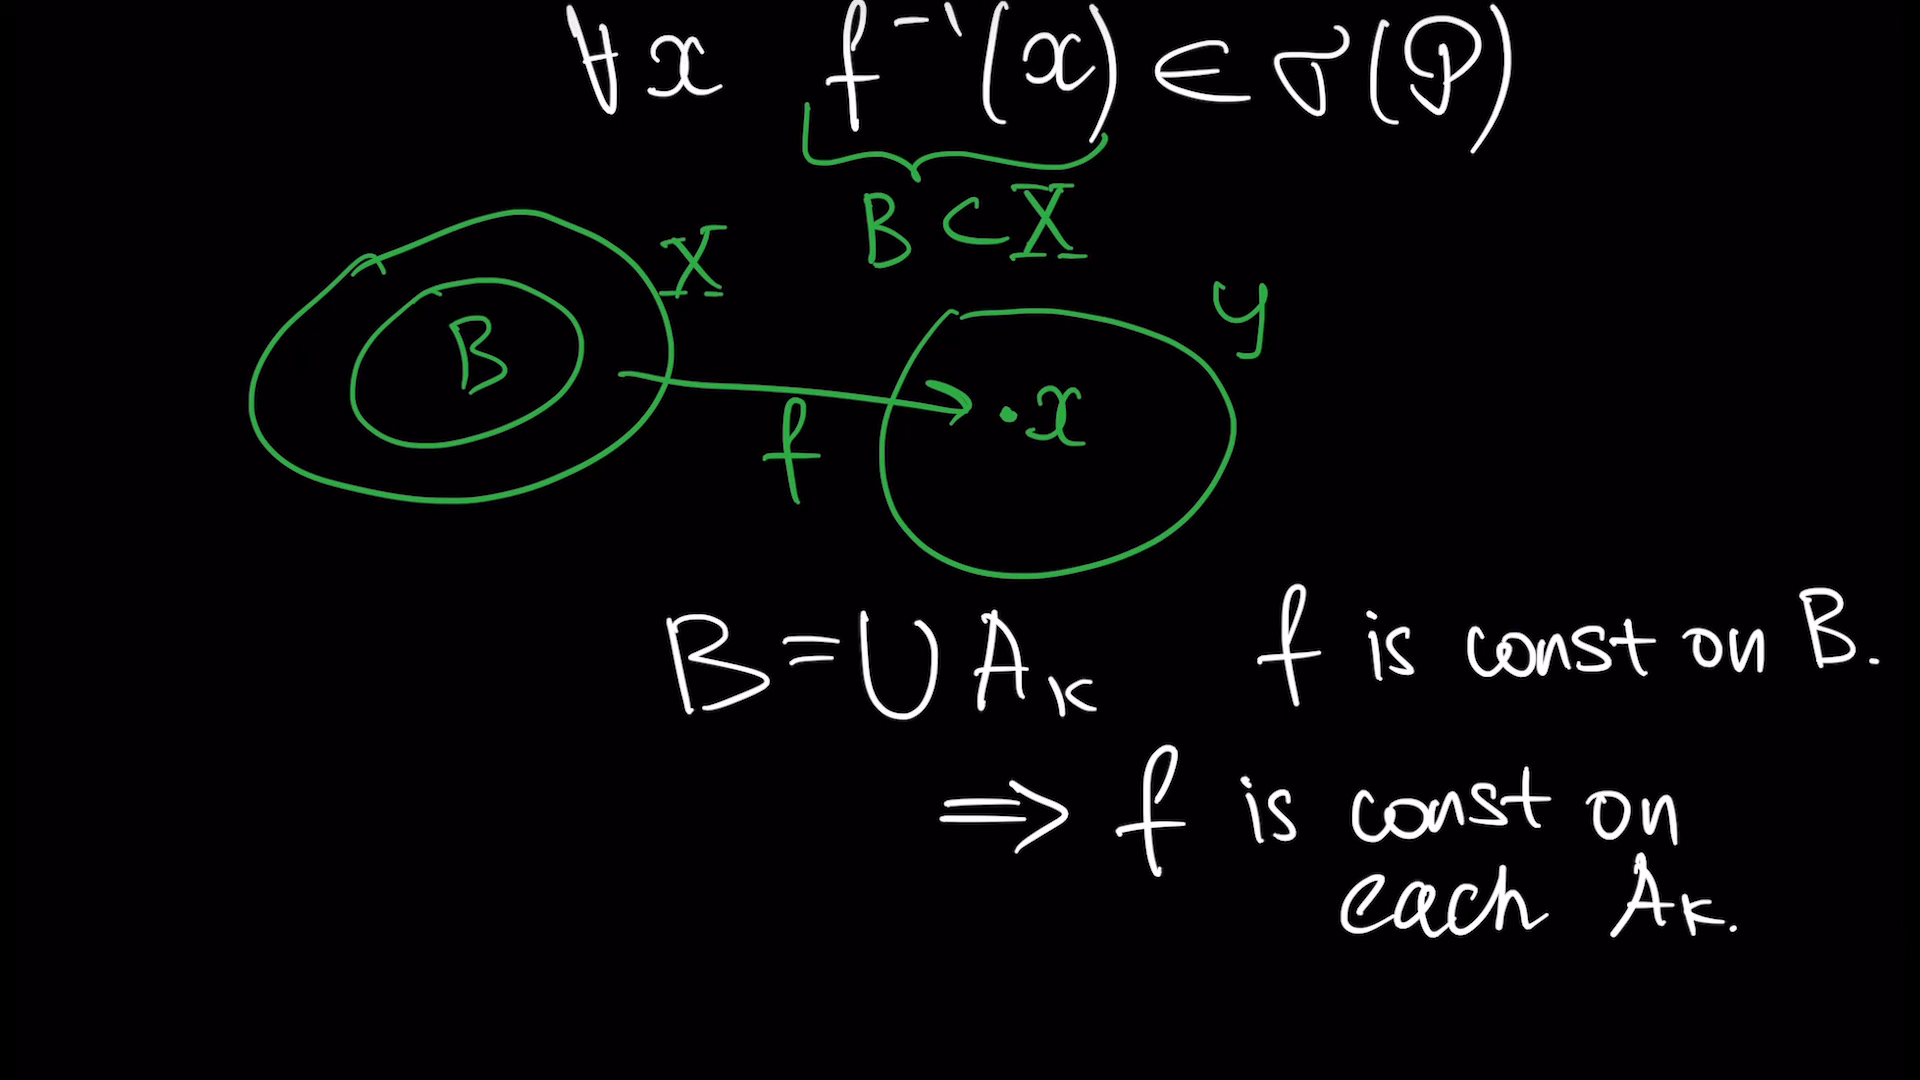 ∀x f⁻¹(x) ∈ σ(𝒫)
B ⊂ X
X
y
B
f
x
B = ∪ Aₖ f is const on B.
⇒ f is const on
each Aₖ.